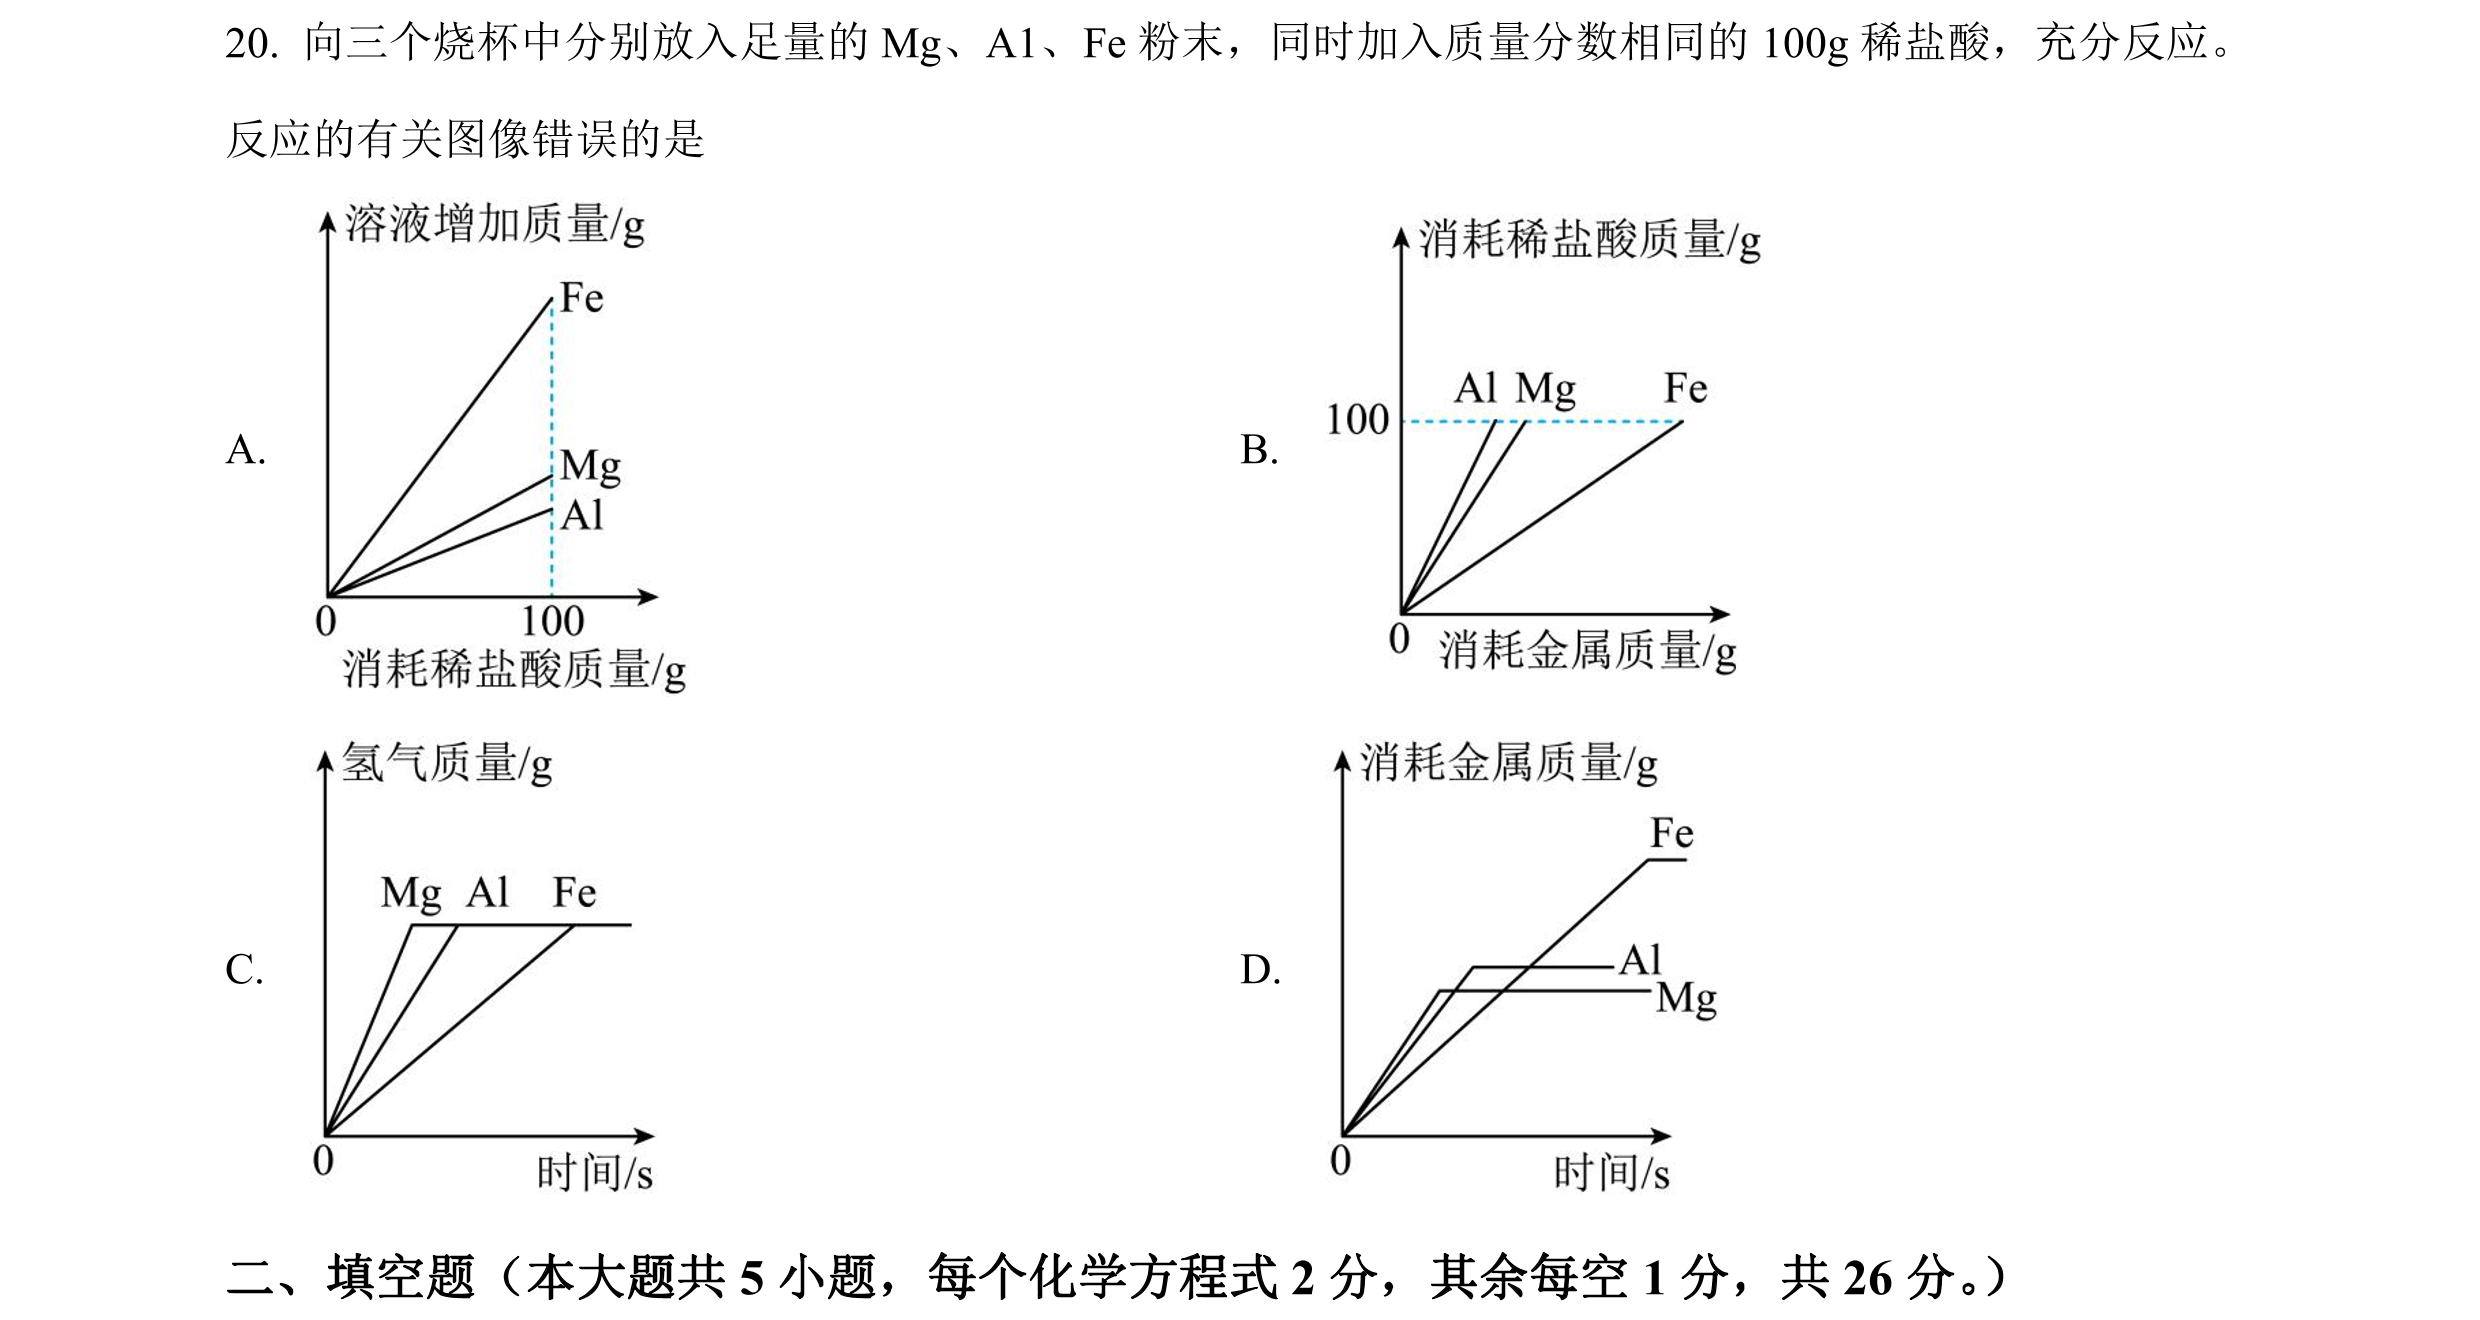 20. 向三个烧杯中分别放入足量的 Mg、A1、Fe 粉末，同时加入质量分数相同的 100g 稀盐酸，充分反应。
反应的有关图像错误的是
A.
溶液增加质量/g
Fe
Mg
Al
0
100
消耗稀盐酸质量/g
B.
消耗稀盐酸质量/g
Al Mg Fe
100
0
消耗金属质量/g
C.
氢气质量/g
Mg Al Fe
0
时间/s
D.
消耗金属质量/g
Fe
Al
Mg
0
时间/s
二、填空题（本大题共 5 小题，每个化学方程式 2 分，其余每空 1 分，共 26 分。）